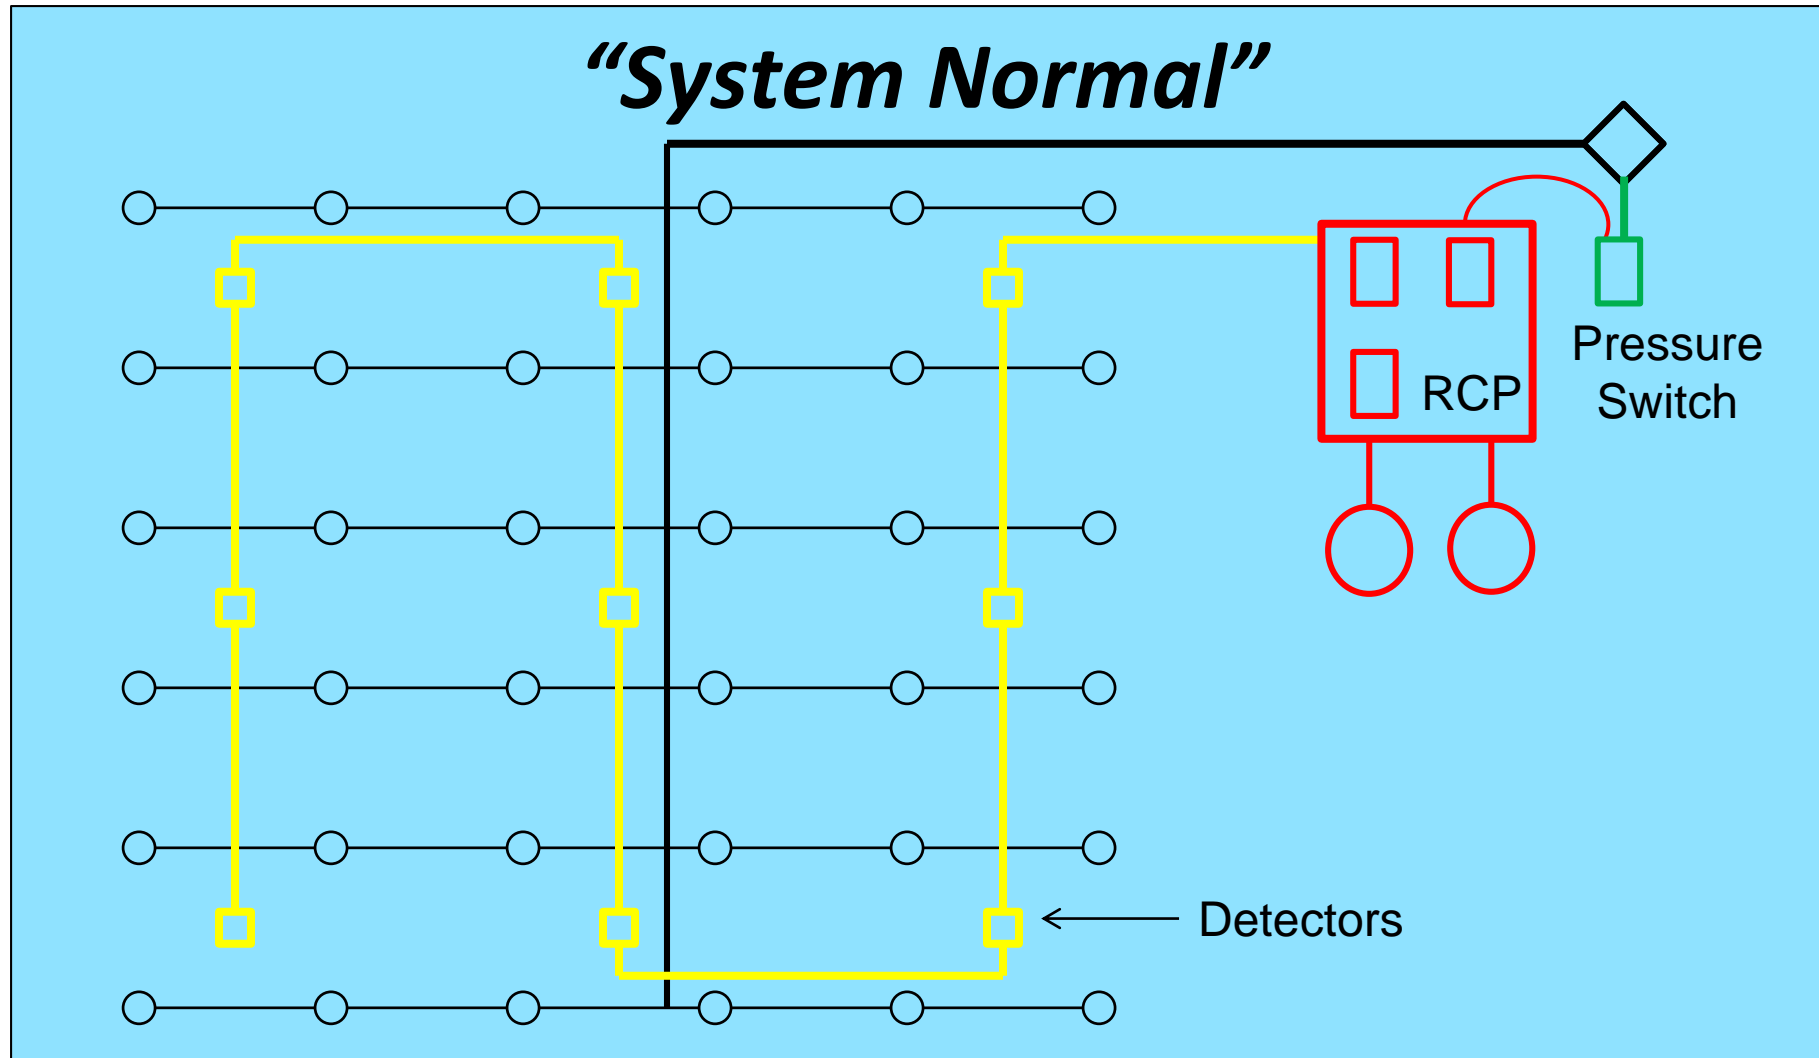 “System Normal”
Pressure
Switch
RCP
Detectors